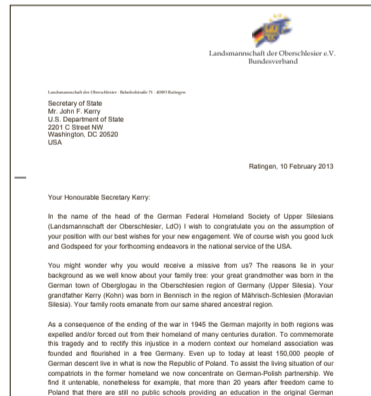 Landsmannschaft der Oberschlesier e.V.
Bundesverband
Landsmannschaft der Oberschlesier · Bahnhofstraße 71 · 40883 Ratingen
Secretary of State
Mr. John F. Kerry
U.S. Department of State
2201 C Street NW
Washington, DC 20520
USA
Ratingen, 10 February 2013
Your Honourable Secretary Kerry:
In the name of the head of the German Federal Homeland Society of Upper Silesians
(Landsmannschaft der Oberschlesier, LdO) I wish to congratulate you on the assumption of
your position with our best wishes for your new engagement. We of course wish you good luck
and Godspeed for your forthcoming endeavors in the national service of the USA.
You might wonder why you would receive a missive from us? The reasons lie in your
background as we well know about your family tree: your great grandmother was born in the
German town of Oberglogau in the Oberschlesien region of Germany (Upper Silesia). Your
grandfather Kerry (Kohn) was born in Bennisch in the region of Mährisch-Schlesien (Moravian
Silesia). Your family roots emanate from our same shared ancestral region.
As a consequence of the ending of the war in 1945 the German majority in both regions was
expelled and/or forced out from their homeland of many centuries duration. To commemorate
this tragedy and to rectify this injustice in a modern context our homeland association was
founded and flourished in a free Germany. Even up to today at least 150,000 people of
German descent live in what is now the Republic of Poland. To assist the living situation of our
compatriots in the former homeland we now concentrate on German-Polish partnership. We
find it untenable, nonetheless for example, that more than 20 years after freedom came to
Poland that there are still no public schools providing an education in the original German